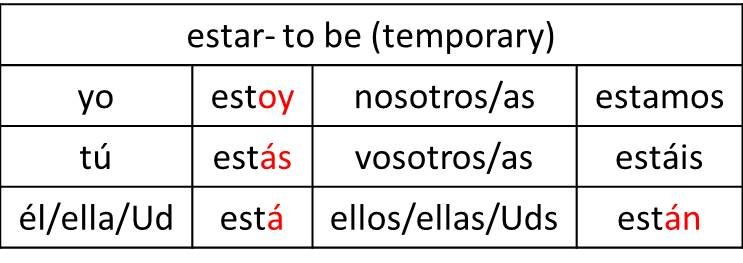 estar- to be (temporary)
yo estoy nosotros/as estamos
tú estás vosotros/as estáis
él/ella/Ud está ellos/ellas/Uds están